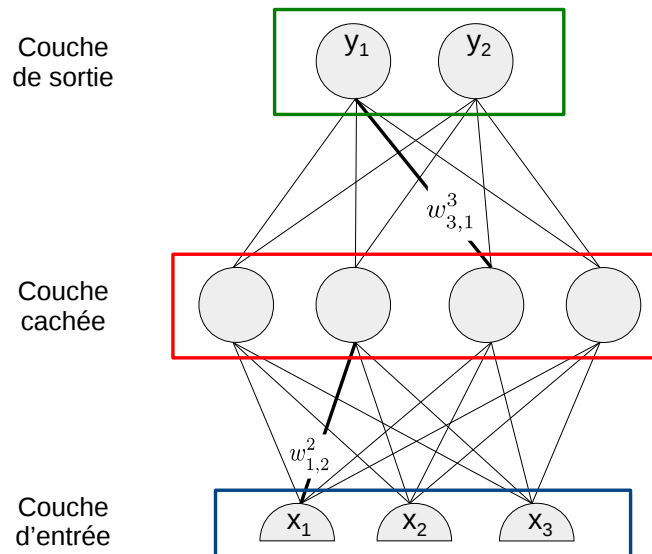 Couche
de sortie
y₁ y₂
w³₃,₁
Couche
cachée
w²₁,₂
Couche
d'entrée
x₁ x₂ x₃